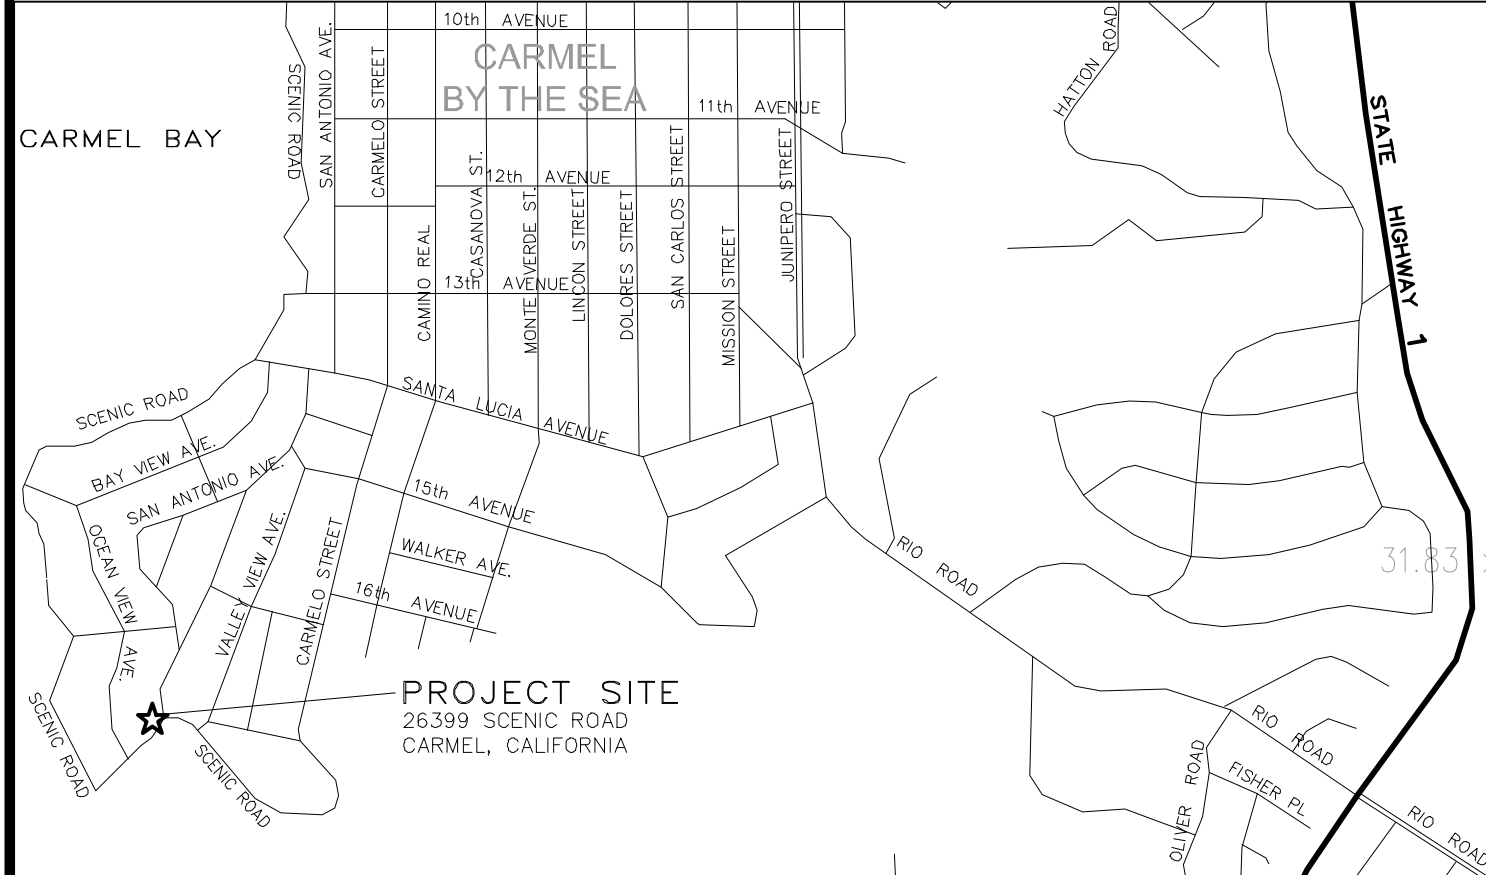 10th AVENUE
CARMEL
BY THE SEA
HATTON ROAD
SAN ANTONIO AVE.
CARMELO STREET
SCENIC ROAD
11th AVENUE
STATE HIGHWAY 1
CARMEL BAY
12th AVENUE
CASANOVA ST.
MONTE VERDE ST.
LINCON STREET
DOLORES STREET
SAN CARLOS STREET
JUNIPERO STREET
CAMINO REAL
MISSION STREET
13th AVENUE
SANTA LUCIA AVENUE
SCENIC ROAD
BAY VIEW AVE.
SAN ANTONIO AVE.
15th AVENUE
OCEAN VIEW AVE.
VALLEY VIEW AVE.
CARMELO STREET
WALKER AVE.
16th AVENUE
RIO ROAD
31.83
PROJECT SITE
26399 SCENIC ROAD
CARMEL, CALIFORNIA
SCENIC ROAD
SCENIC ROAD
RIO ROAD
OLIVER ROAD
FISHER PL
RIO ROAD